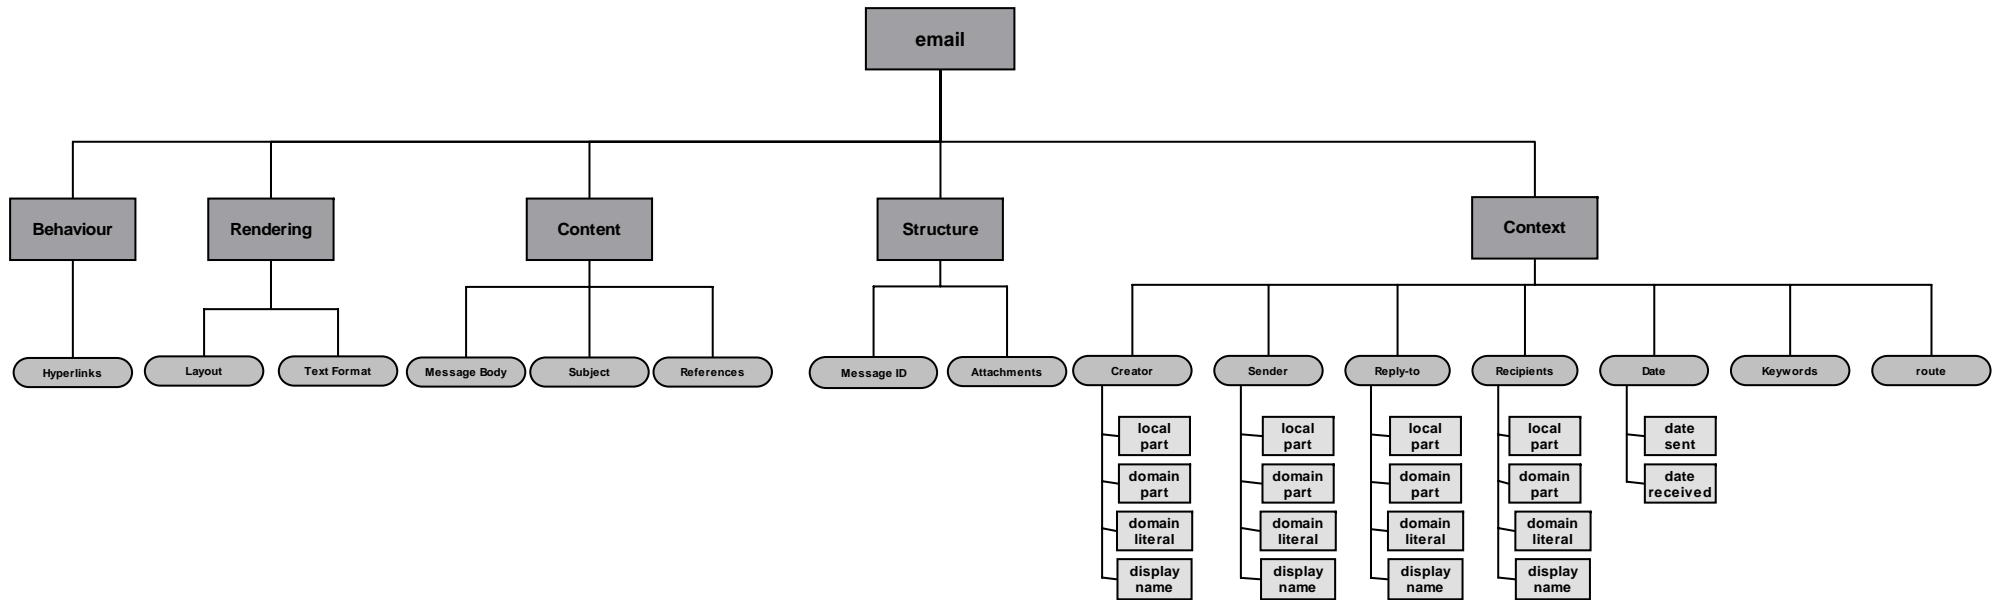 email
Behaviour
Rendering
Content
Structure
Context
Hyperlinks
Layout
Text Format
Message Body
Subject
References
Message ID
Attachments
Creator
Sender
Reply-to
Recipients
Date
Keywords
route
local
part
domain
part
domain
literal
display
name
local
part
domain
part
domain
literal
display
name
local
part
domain
part
domain
literal
display
name
local
part
domain
part
domain
literal
display
name
date
sent
date
received